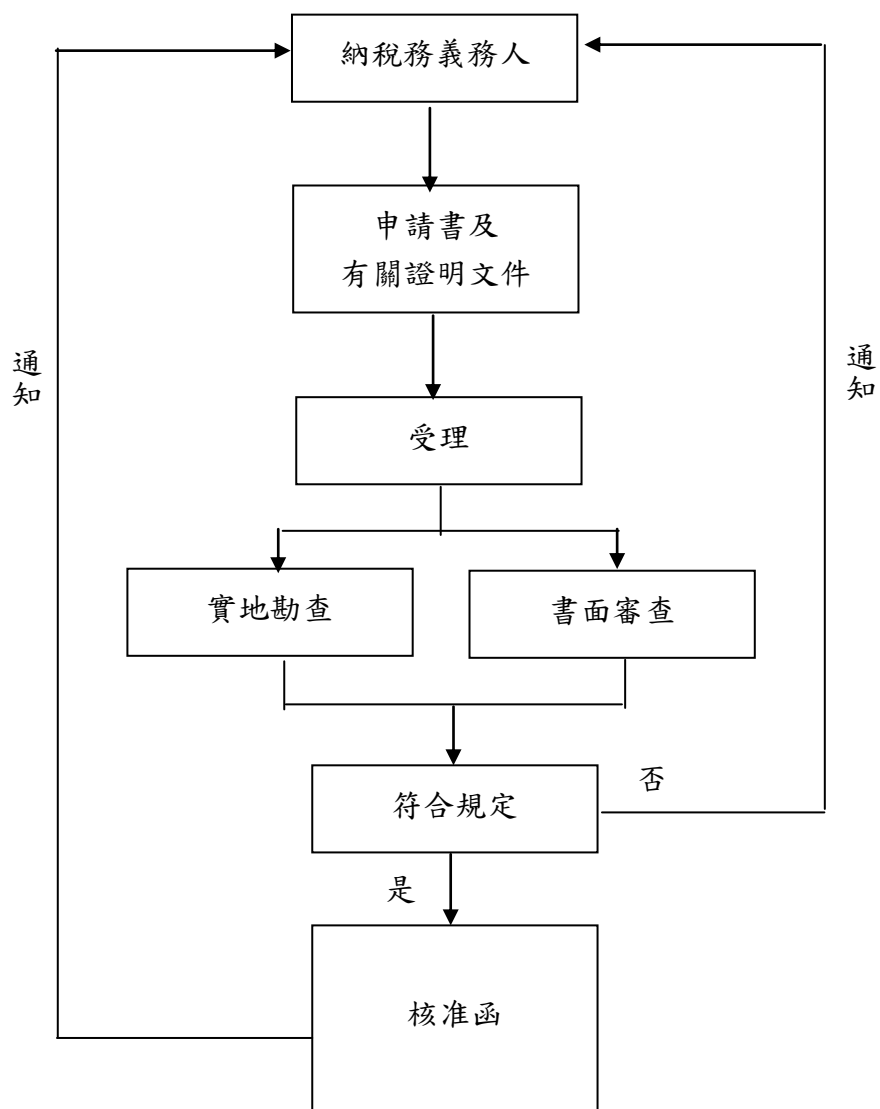 納稅務義務人
申請書及
有關證明文件
通知
通知
受理
實地勘查
書面審查
符合規定
否
是
核准函